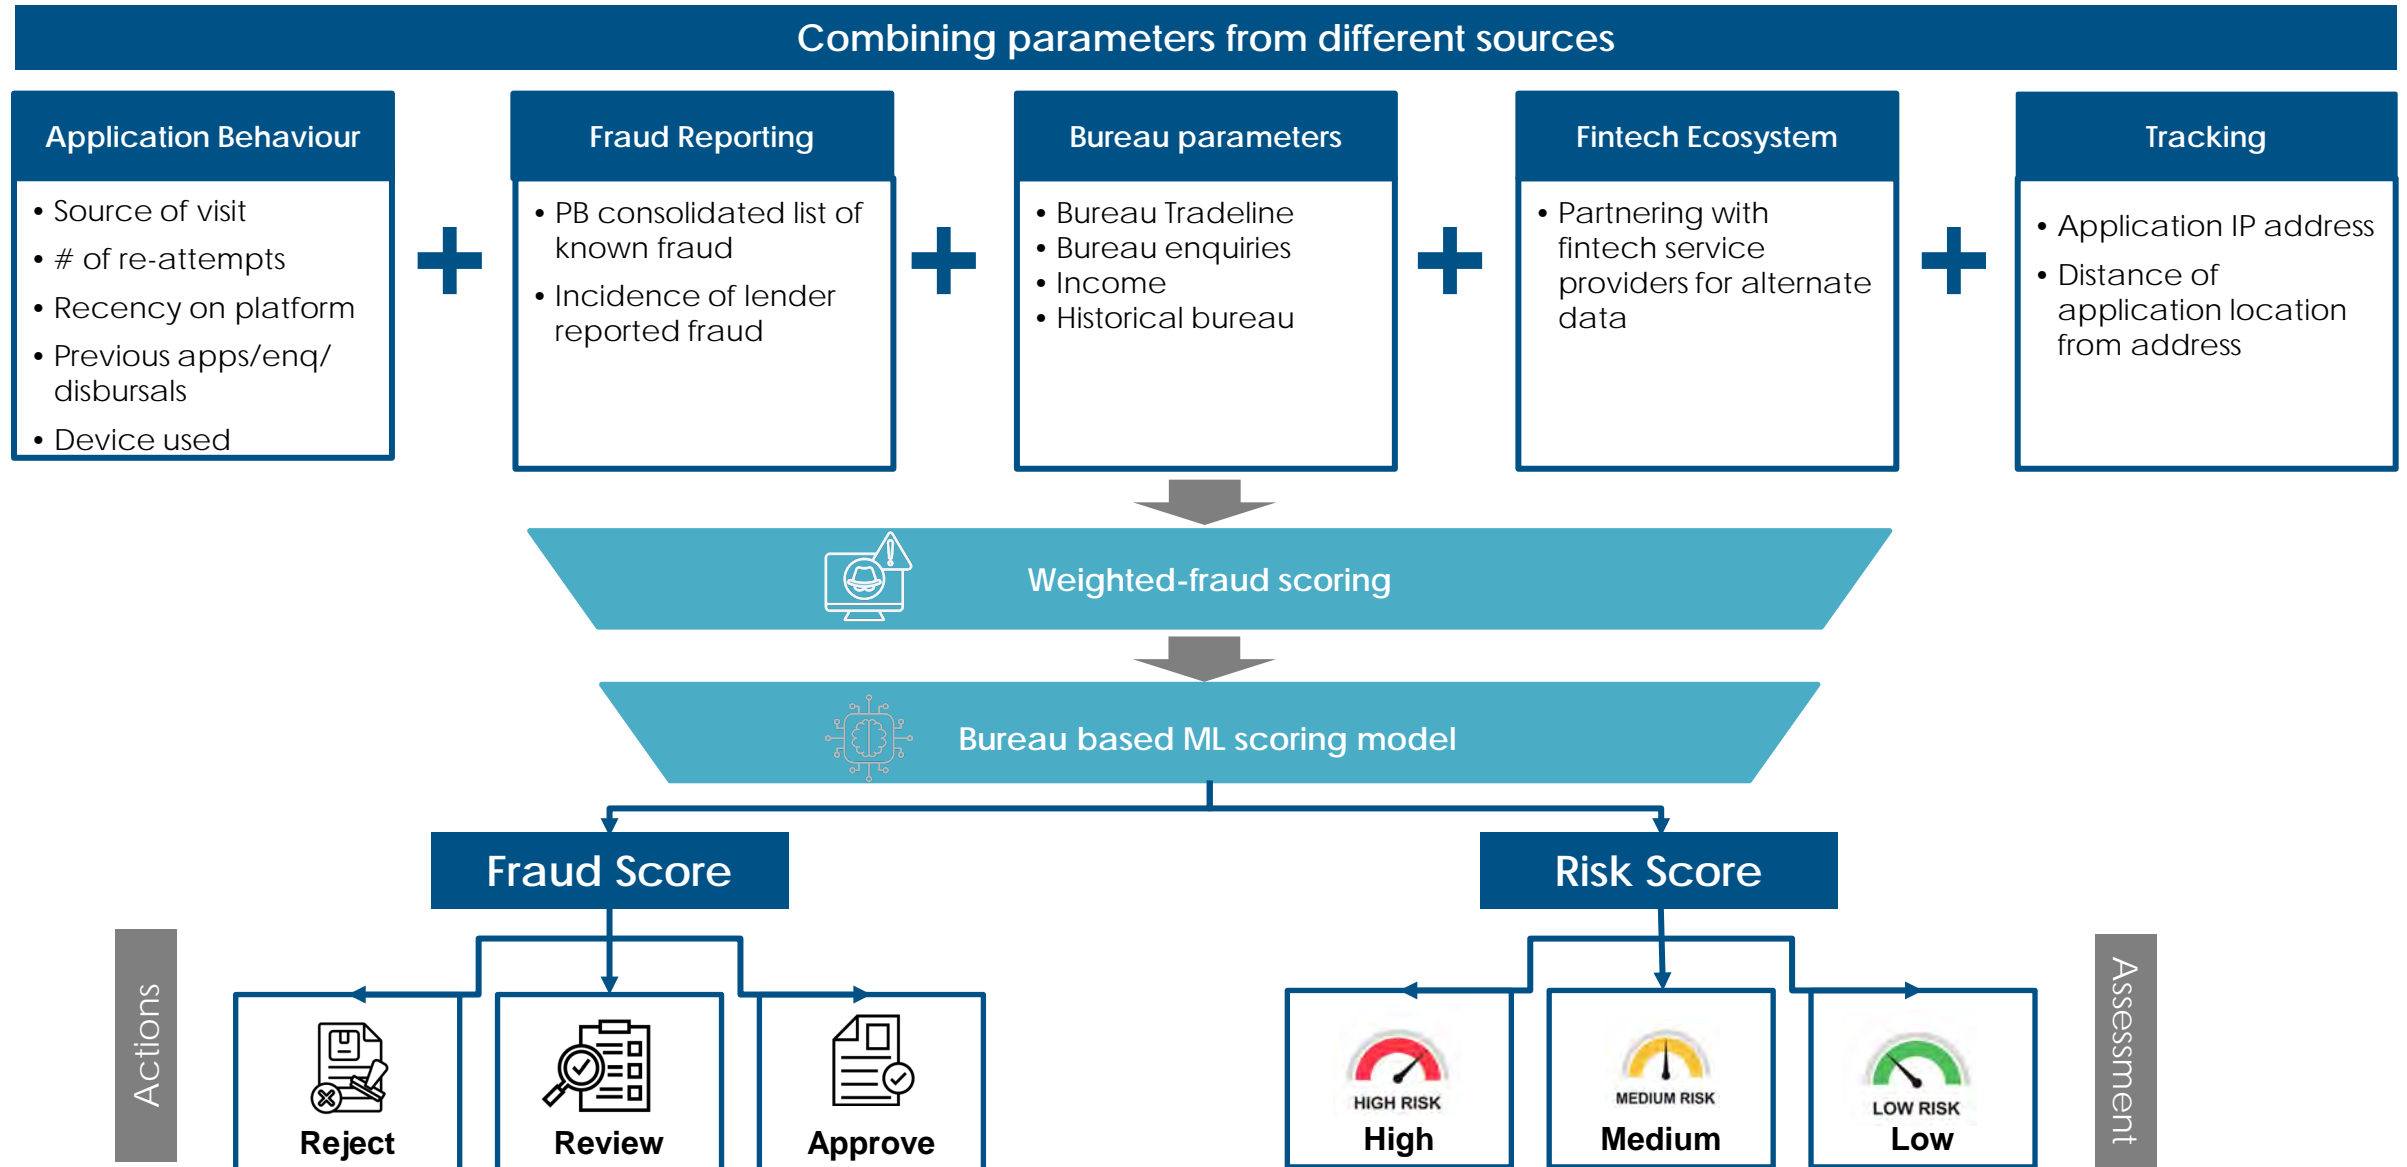 Combining parameters from different sources
Application Behaviour
• Source of visit
• # of re-attempts
• Recency on platform
• Previous apps/enq/
disbursals
• Device used
Fraud Reporting
• PB consolidated list of
known fraud
• Incidence of lender
reported fraud
Bureau parameters
• Bureau Tradeline
• Bureau enquiries
• Income
• Historical bureau
Fintech Ecosystem
• Partnering with
fintech service
providers for alternate
data
Tracking
• Application IP address
• Distance of
application location
from address
Weighted-fraud scoring
Bureau based ML scoring model
Fraud Score
Risk Score
Actions
Reject
Review
Approve
HIGH RISK
High
MEDIUM RISK
Medium
LOW RISK
Low
Assessment